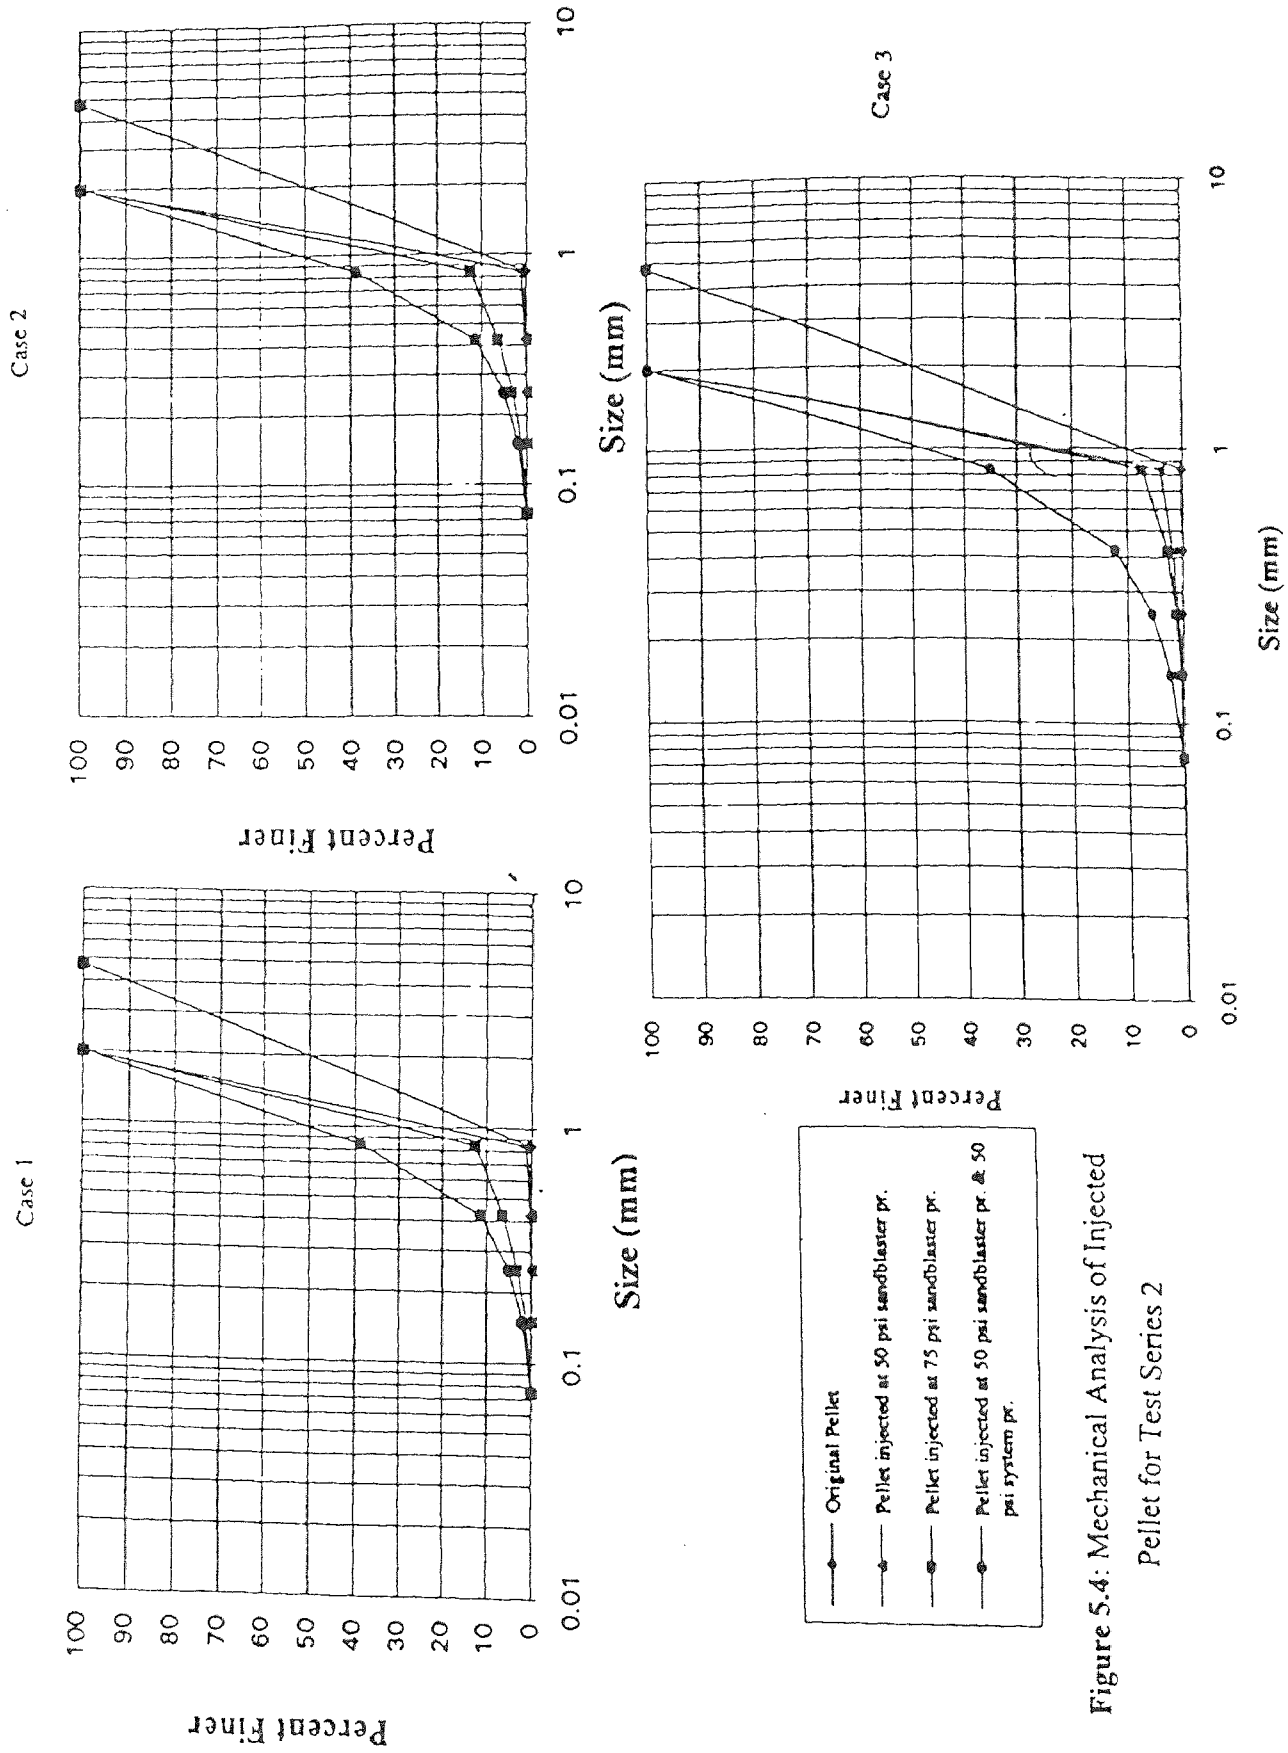 Case 1
Percent Finer
100
90
80
70
60
50
40
30
20
10
0
0.01
0.1
1
10
Size (mm)
Case 2
Percent Finer
100
90
80
70
60
50
40
30
20
10
0
0.01
0.1
1
10
Size (mm)
Case 3
Percent Finer
100
90
80
70
60
50
40
30
20
10
0
0.01
0.1
1
10
Size (mm)
Original Pellet
Pellet injected at 50 psi sandblaster pr.
Pellet injected at 75 psi sandblaster pr.
Pellet injected at 50 psi sandblaster pr. & 50
psi system pr.
Figure 5.4: Mechanical Analysis of Injected
Pellet for Test Series 2